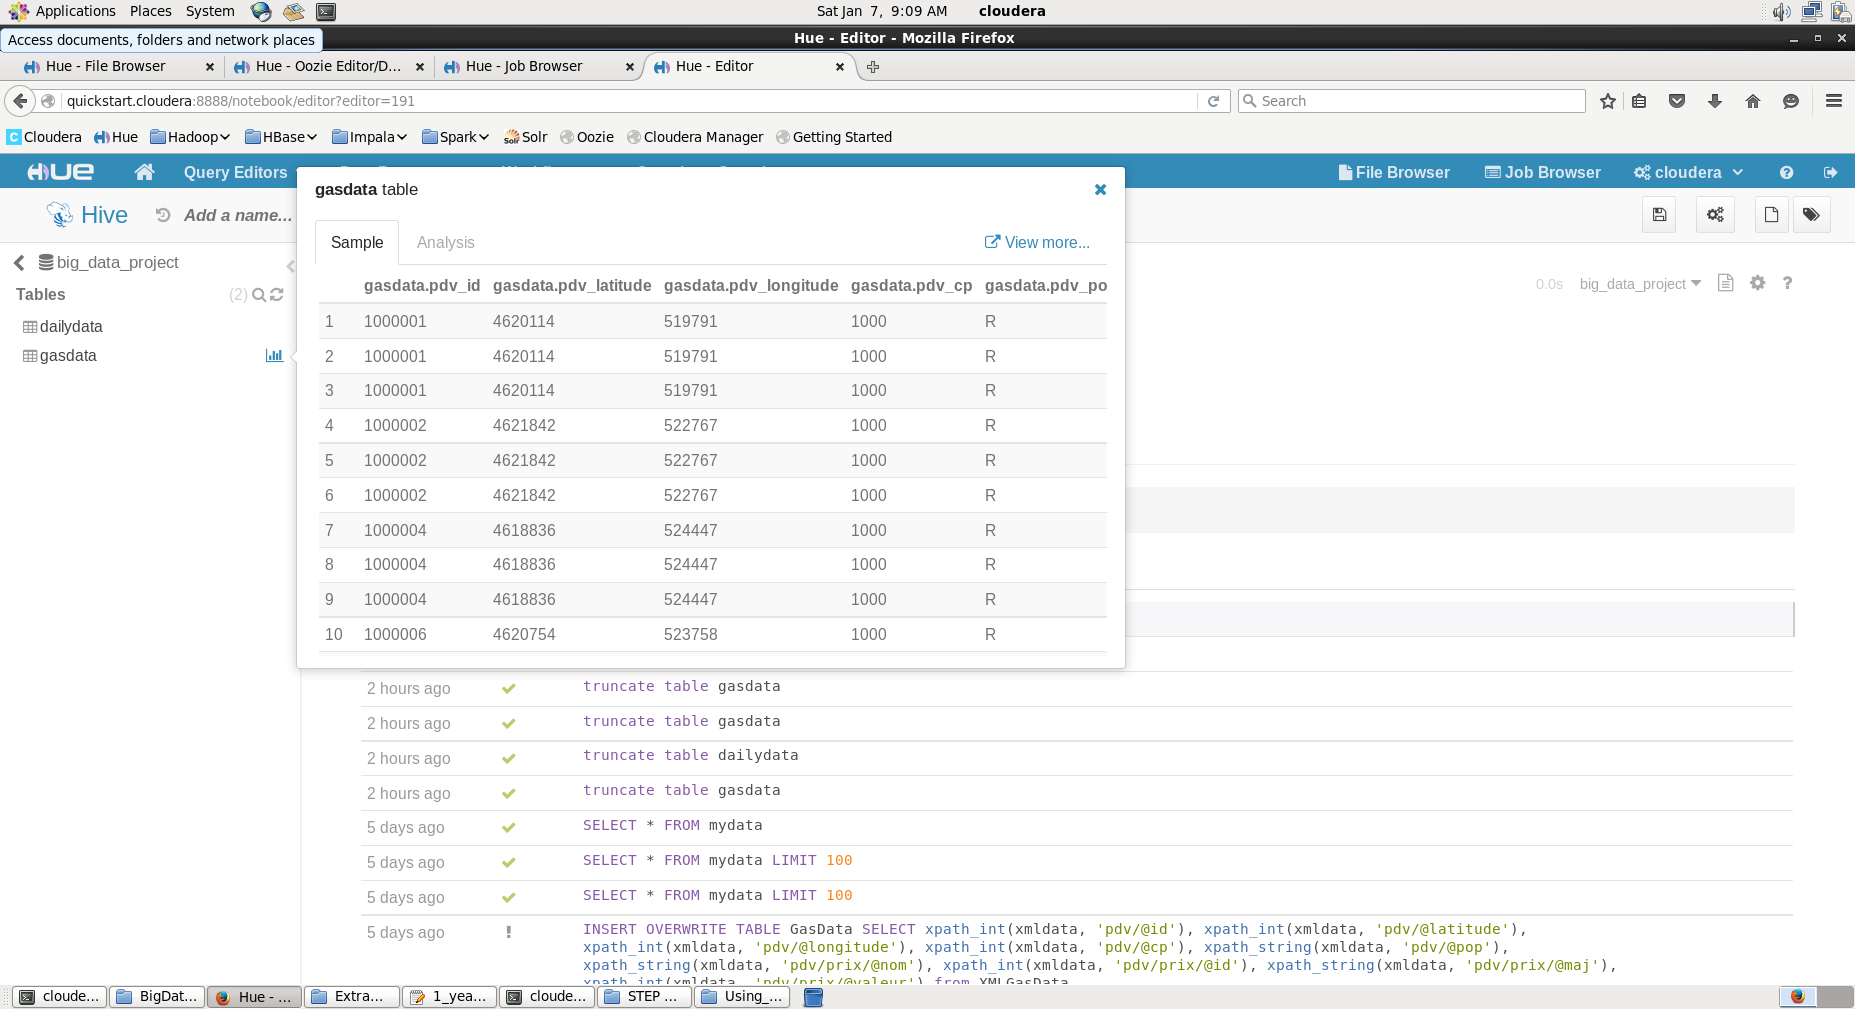 Applications Places System Sat Jan 7, 9:09 AM cloudera
Access documents, folders and network places
Hue - Editor - Mozilla Firefox
Hue - File Browser Hue - Oozie Editor/D... Hue - Job Browser Hue - Editor
quickstart.cloudera:8888/notebook/editor?editor=191 Search
Cloudera Hue Hadoop HBase Impala Spark Solr Oozie Cloudera Manager Getting Started
HUE Query Editors File Browser Job Browser cloudera
gasdata table
Hive Add a name...
Sample Analysis View more...
big_data_project
Tables (2)
dailydata
gasdata
0.0s big_data_project
gasdata.pdv_id gasdata.pdv_latitude gasdata.pdv_longitude gasdata.pdv_cp gasdata.pdv_po
1 1000001 4620114 519791 1000 R
2 1000001 4620114 519791 1000 R
3 1000001 4620114 519791 1000 R
4 1000002 4621842 522767 1000 R
5 1000002 4621842 522767 1000 R
6 1000002 4621842 522767 1000 R
7 1000004 4618836 524447 1000 R
8 1000004 4618836 524447 1000 R
9 1000004 4618836 524447 1000 R
10 1000006 4620754 523758 1000 R
2 hours ago truncate table gasdata
2 hours ago truncate table gasdata
2 hours ago truncate table dailydata
2 hours ago truncate table gasdata
5 days ago SELECT * FROM mydata
5 days ago SELECT * FROM mydata LIMIT 100
5 days ago SELECT * FROM mydata LIMIT 100
5 days ago ! INSERT OVERWRITE TABLE GasData SELECT xpath_int(xmldata, 'pdv/@id'), xpath_int(xmldata, 'pdv/@latitude'),
xpath_int(xmldata, 'pdv/@longitude'), xpath_int(xmldata, 'pdv/@cp'), xpath_string(xmldata, 'pdv/@pop'),
xpath_string(xmldata, 'pdv/prix/@nom'), xpath_int(xmldata, 'pdv/prix/@id'), xpath_string(xmldata, 'pdv/prix/@maj'),
xpath_int(xmldata, 'pdv/prix/@valeur') from XMLGasData
cloude... BigDat... Hue - ... Extra... 1_yea... cloude... STEP ... Using_...